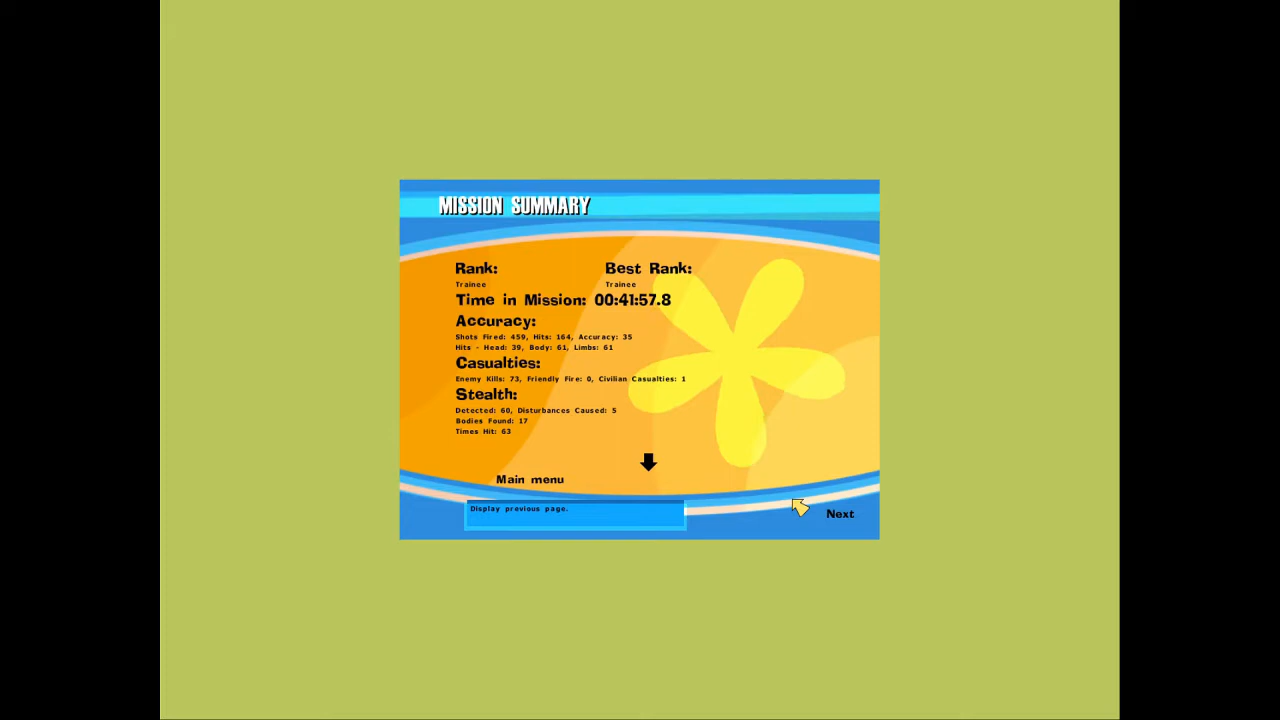 MISSION SUMMARY
Rank: Best Rank:
Trainee Trainee
Time in Mission: 00:41:57.8
Accuracy:
Shots Fired: 459, Hits: 164, Accuracy: 35
Hits - Head: 39, Body: 61, Limbs: 61
Casualties:
Enemy Kills: 73, Friendly Fire: 0, Civilian Casualties: 1
Stealth:
Detected: 60, Disturbances Caused: 5
Bodies Found: 17
Times Hit: 63
Main menu
Display previous page.
Next